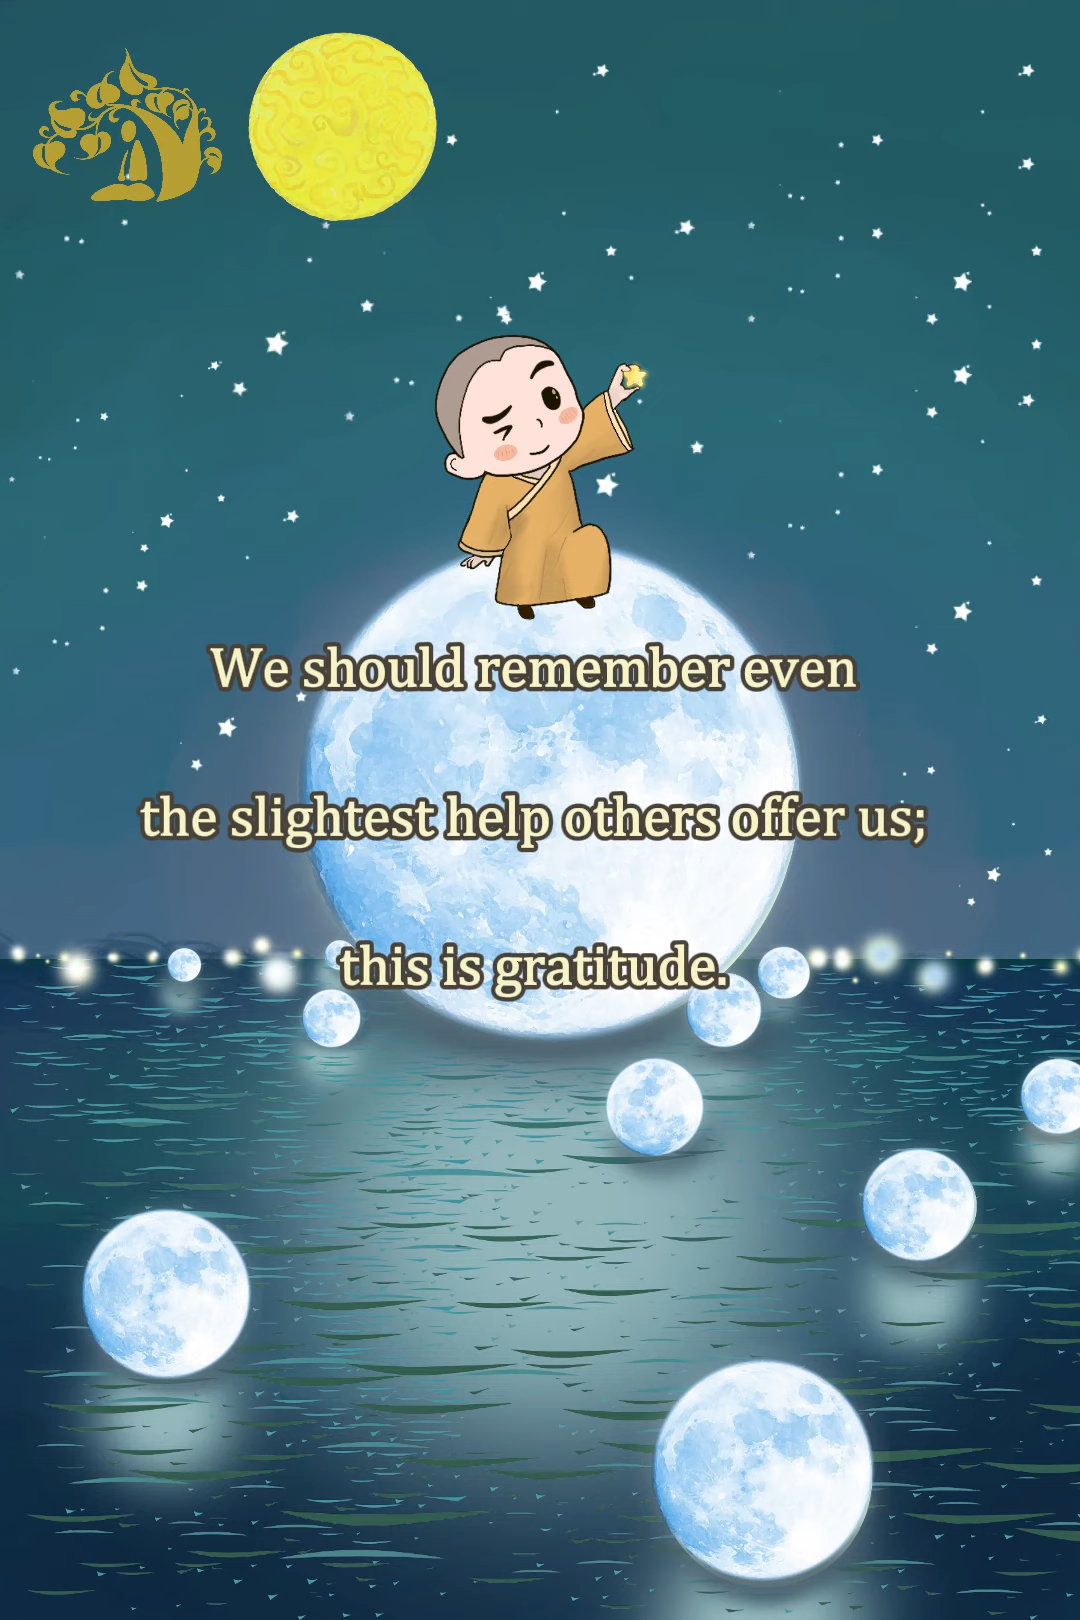 We should remember even
the slightest help others offer us;
this is gratitude.